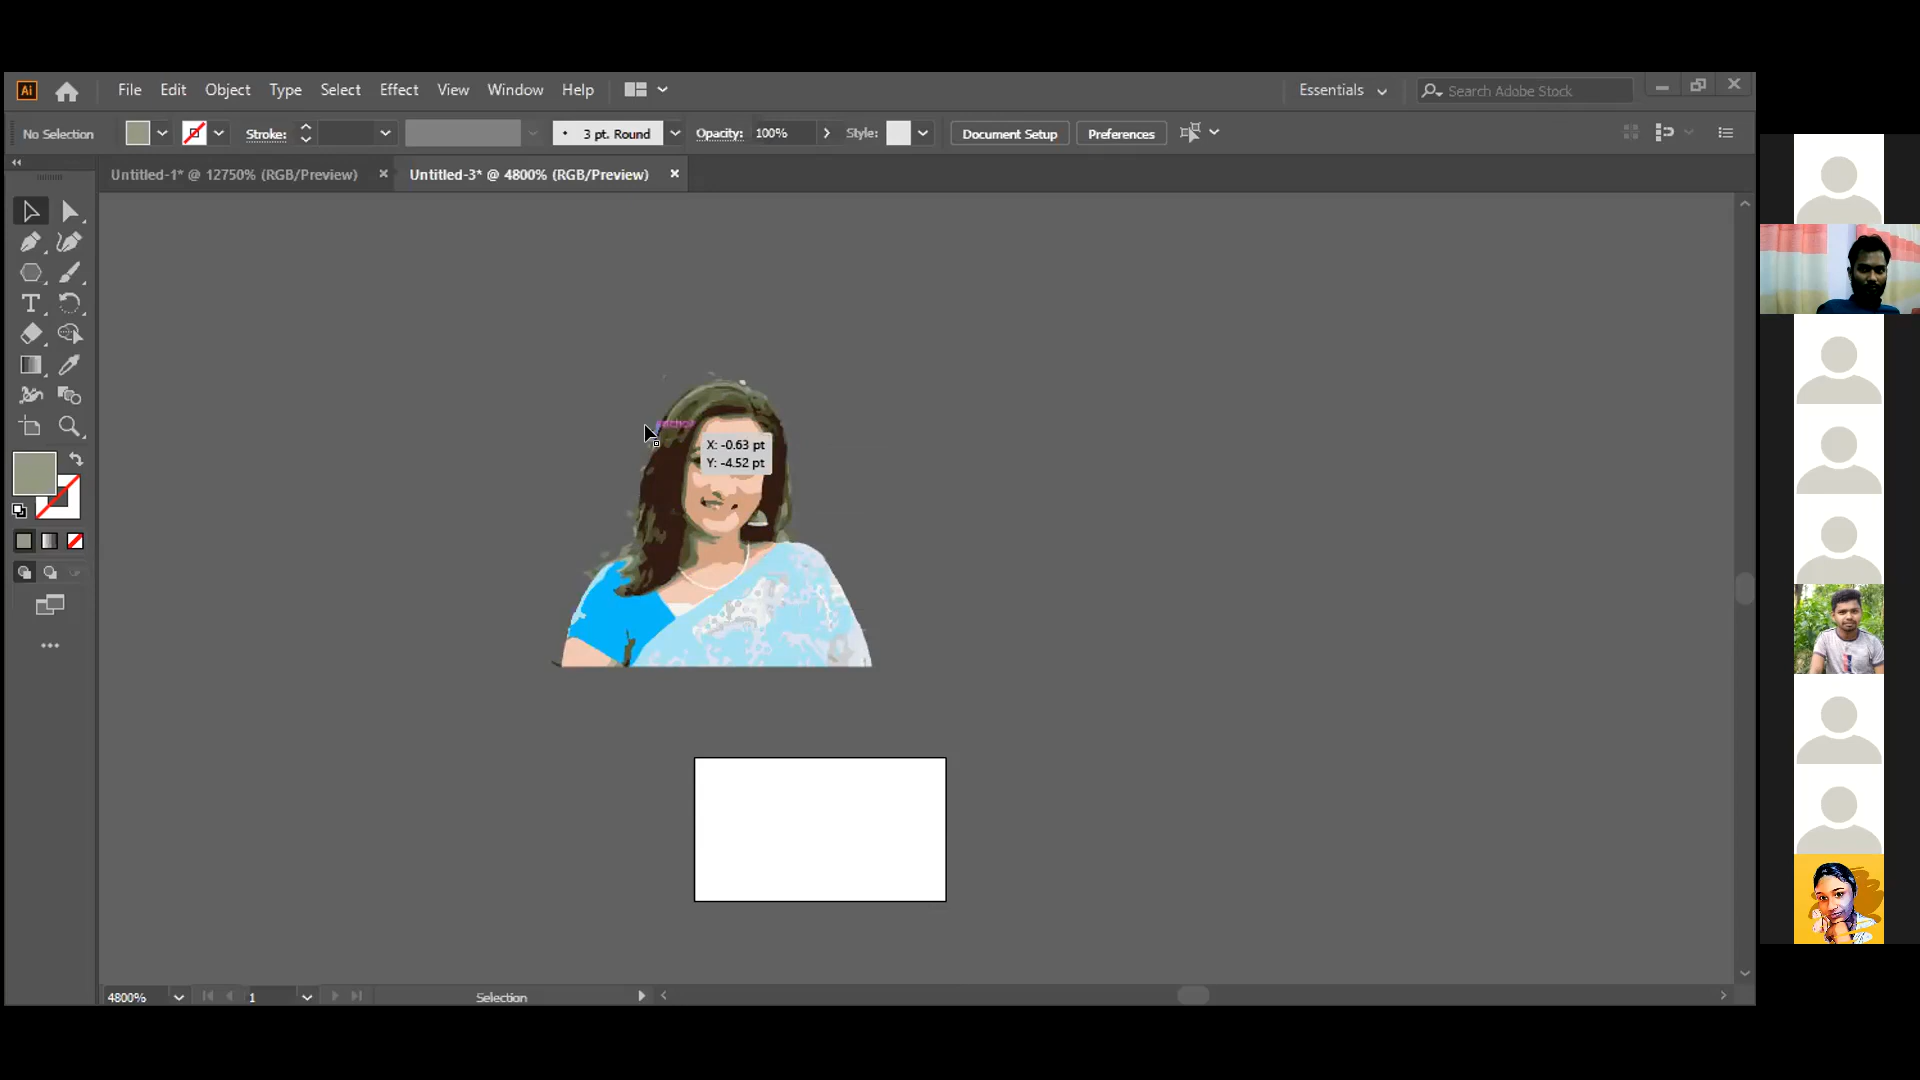 Ai File Edit Object Type Select Effect View Window Help Essentials Search Adobe Stock
No Selection Stroke: • 3 pt. Round Opacity: 100% Style: Document Setup Preferences
Untitled-1* @ 12750% (RGB/Preview) Untitled-3* @ 4800% (RGB/Preview)
anchor
X: -0.63 pt
Y: -4.52 pt
4800% 1 Selection